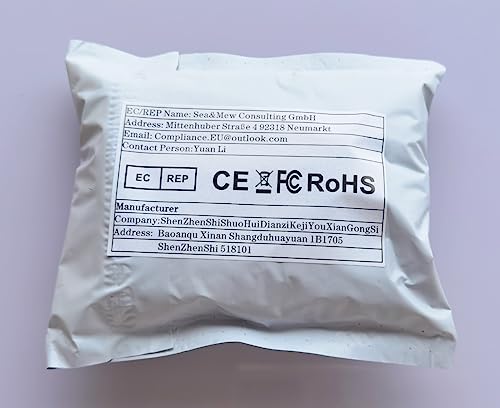 EC/REP Name: Sea&Mew Consulting GmbH
Address: Mittenhuber Straße 4 92318 Neumarkt
Email: Compliance.EU@outlook.com
Contact Person:Yuan Li
EC REP CE FC RoHS
Manufacturer
Company:ShenZhenShiShuoHuiDianziKejiYouXianGongSi
Address: Baoanqu Xinan Shangduhuayuan 1B1705
ShenZhenShi 518101